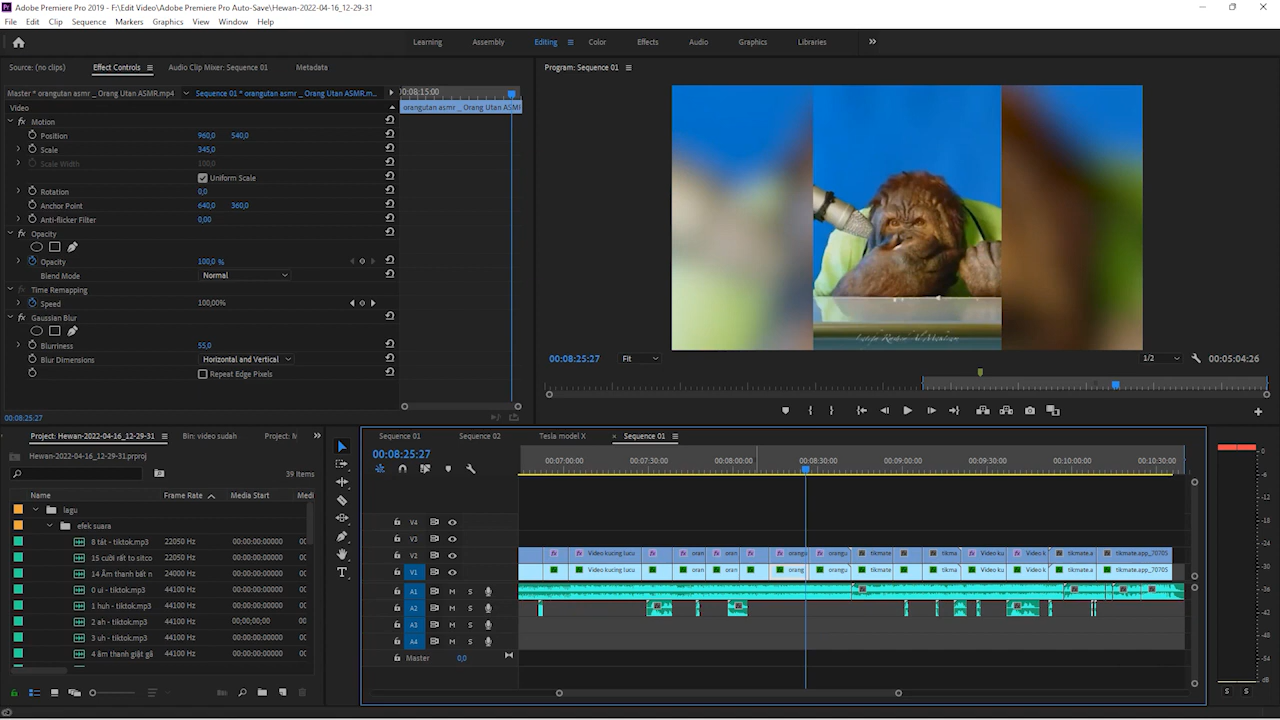 Adobe Premiere Pro 2019 - F:\Edit Video\Adobe Premiere Pro Auto-Save\Hewan-2022-04-16_12-29-31
File Edit Clip Sequence Markers Graphics View Window Help
Learning Assembly Editing Color Effects Audio Graphics Libraries
Source: (no clips) Effect Controls Audio Clip Mixer: Sequence 01 Metadata
Program: Sequence 01
Master * orangutan asmr _ Orang Utan ASMR.mp4 Sequence 01 * orangutan asmr _ Orang Utan ASMR.m...
00:08:15:00
Video
orangutan asmr _ Orang Utan ASMR
fx Motion
Position 960,0 540,0
Scale 345,0
Scale Width 100,0
Uniform Scale
Rotation 0,0
Anchor Point 640,0 360,0
Anti-flicker Filter 0,00
fx Opacity
Opacity 100,0 %
Blend Mode Normal
Time Remapping
Speed 100,00%
fx Gaussian Blur
Blurriness 55,0
Blur Dimensions Horizontal and Vertical
Repeat Edge Pixels
00:08:25:27
00:08:25:27 Fit 1/2 00:05:04:26
Project: Hewan-2022-04-16_12-29-31 Bin: video sudah Project: M
Hewan-2022-04-16_12-29-31.prproj
39 Items
Name Frame Rate Media Start Medi
lagu
efek suara
8 tát - tiktok.mp3 22050 Hz 00:00:00:00000
15 cười rất to sitco 22050 Hz 00:00:00:00000
14 Âm thanh bất n 24000 Hz 00:00:00:00000
0 ui - tiktok.mp3 44100 Hz 00:00:00:00000
1 huh - tiktok.mp3 44100 Hz 00:00:00:00000
2 ah - tiktok.mp3 44100 Hz 00;00;00;00
3 uh - tiktok.mp3 44100 Hz 00:00:00:00000
4 âm thanh giật gâ 44100 Hz 00:00:00:00000
Sequence 01 Sequence 02 Tesla model X Sequence 01
00:08:25:27
00:07:00:00 00:07:30:00 00:08:00:00 00:08:30:00 00:09:00:00 00:09:30:00 00:10:00:00 00:10:30:00
V4
V3
V2 Video kucing lucu oran oran orango orangu tikmate tikma Video ku Video k tikmate.a tikmate.app_70705
V1 Video kucing lucu oran oran orang orangu tikmate tikma Video ku Video k tikmate.a tikmate.app_70705
A1 M S
A2 M S
A3 M S
A4 M S
Master 0,0
dB
S S